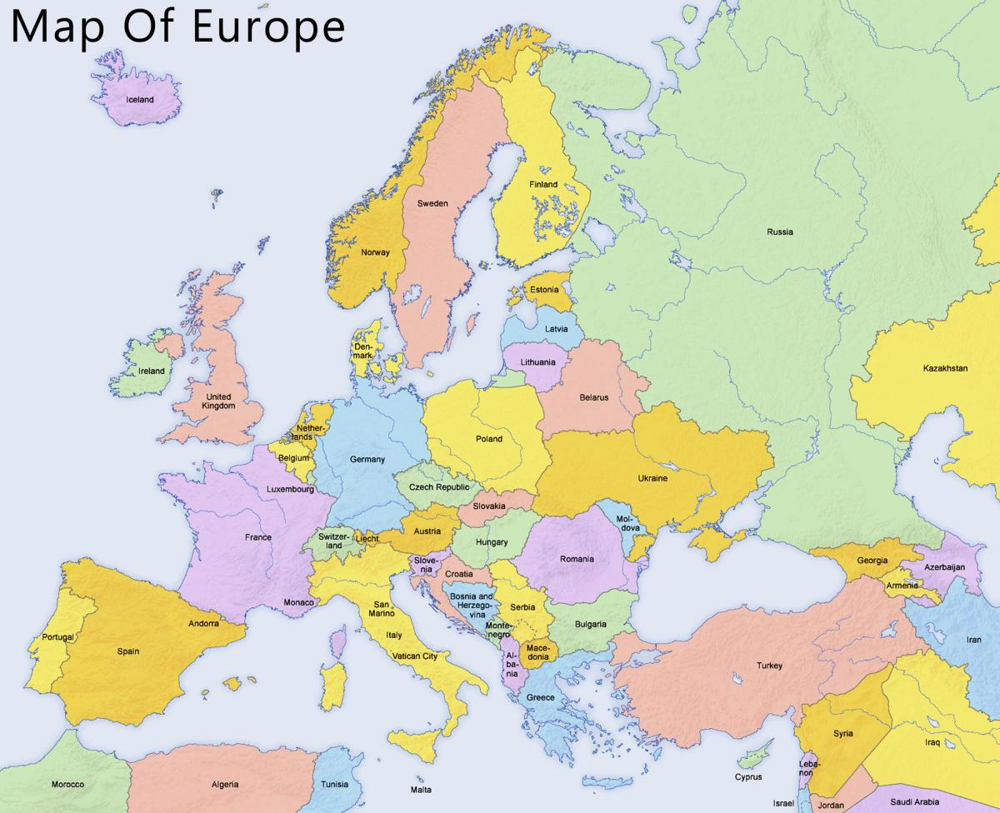 Map Of Europe
Iceland
Finland
Sweden
Russia
Norway
Estonia
Latvia
Den-
mark
Lithuania
Ireland
Kazakhstan
United
Kingdom
Belarus
Nether-
lands
Poland
Belgium
Germany
Ukraine
Luxembourg
Czech Republic
Slovakia
Mol-
dova
Austria
France
Switzer-
land
Liecht.
Hungary
Romania
Georgia
Azerbaijan
Slove-
nia
Croatia
Armenia
Monaco
Bosnia and
Herzego-
vina
San
Marino
Serbia
Andorra
Bulgaria
Monte-
negro
Portugal
Italy
Iran
Spain
Vatican City
Mace-
donia
Al-
ba-
nia
Turkey
Greece
Syria
Iraq
Leba-
non
Cyprus
Morocco
Algeria
Tunisia
Malta
Israel
Jordan
Saudi Arabia